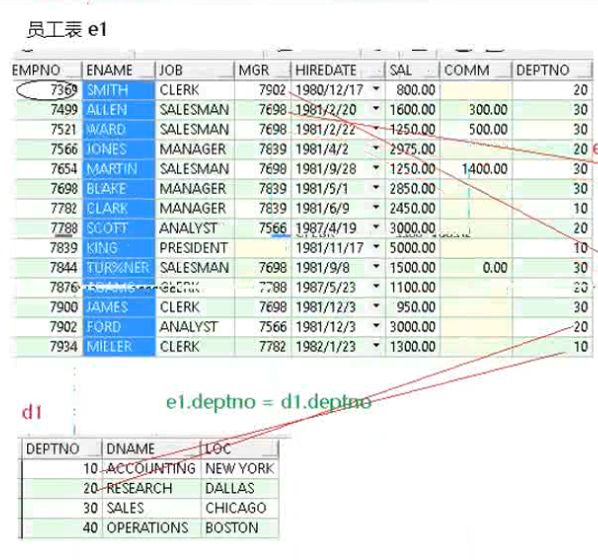 员工表 e1
EMPNO ENAME JOB MGR HIREDATE SAL COMM DEPTNO
7369 SMITH CLERK 7902 1980/12/17 800.00 20
7499 ALLEN SALESMAN 7698 1981/2/20 1600.00 300.00 30
7521 WARD SALESMAN 7698 1981/2/22 1250.00 500.00 30
7566 JONES MANAGER 7839 1981/4/2 2975.00 20
7654 MARTIN SALESMAN 7698 1981/9/28 1250.00 1400.00 30
7698 BLAKE MANAGER 7839 1981/5/1 2850.00 30
7782 CLARK MANAGER 7839 1981/6/9 2450.00 10
7788 SCOTT ANALYST 7566 1987/4/19 3000.00 20
7839 KING PRESIDENT 1981/11/17 5000.00 10
7844 TUR%NER SALESMAN 7698 1981/9/8 1500.00 0.00 30
7876 ADAMS CLERK 7788 1987/5/23 1100.00 20
7900 JAMES CLERK 7698 1981/12/3 950.00 30
7902 FORD ANALYST 7566 1981/12/3 3000.00 20
7934 MILLER CLERK 7782 1982/1/23 1300.00 10
d1
e1.deptno = d1.deptno
DEPTNO DNAME LOC
10 ACCOUNTING NEW YORK
20 RESEARCH DALLAS
30 SALES CHICAGO
40 OPERATIONS BOSTON